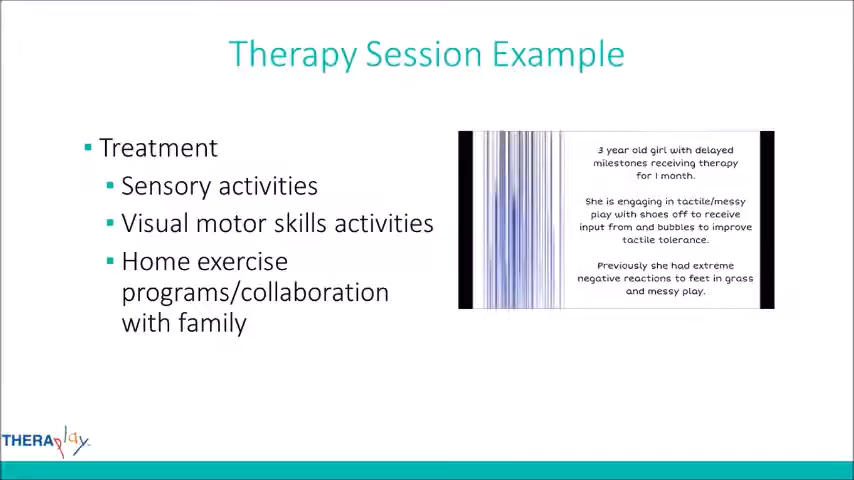 Therapy Session Example
▪ Treatment
▪ Sensory activities
▪ Visual motor skills activities
▪ Home exercise
programs/collaboration
with family
3 year old girl with delayed
milestones receiving therapy
for 1 month.
She is engaging in tactile/messy
play with shoes off to receive
input from and bubbles to improve
tactile tolerance.
Previously she had extreme
negative reactions to feet in grass
and messy play.
THERAplay